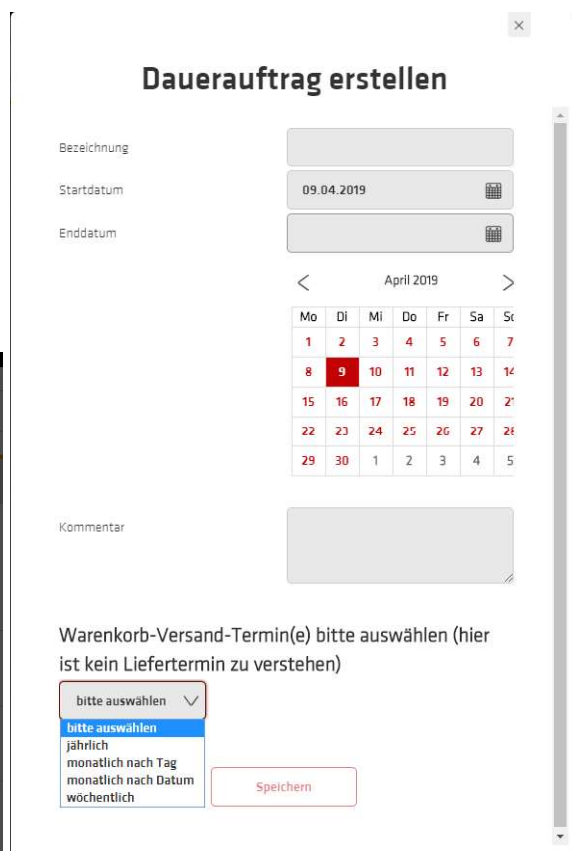 ×
Dauerauftrag erstellen
Bezeichnung
Startdatum 09.04.2019
Enddatum
< April 2019 >
Mo Di Mi Do Fr Sa
1 2 3 4 5 6 7
8 9 10 11 12 13 14
15 16 17 18 19 20
22 23 24 25 26 27 28
29 30 1 2 3 4 5
Kommentar
Warenkorb-Versand-Termin(e) bitte auswählen (hier
ist kein Liefertermin zu verstehen)
bitte auswählen
bitte auswählen
jährlich
monatlich nach Tag
monatlich nach Datum
wöchentlich
Speichern